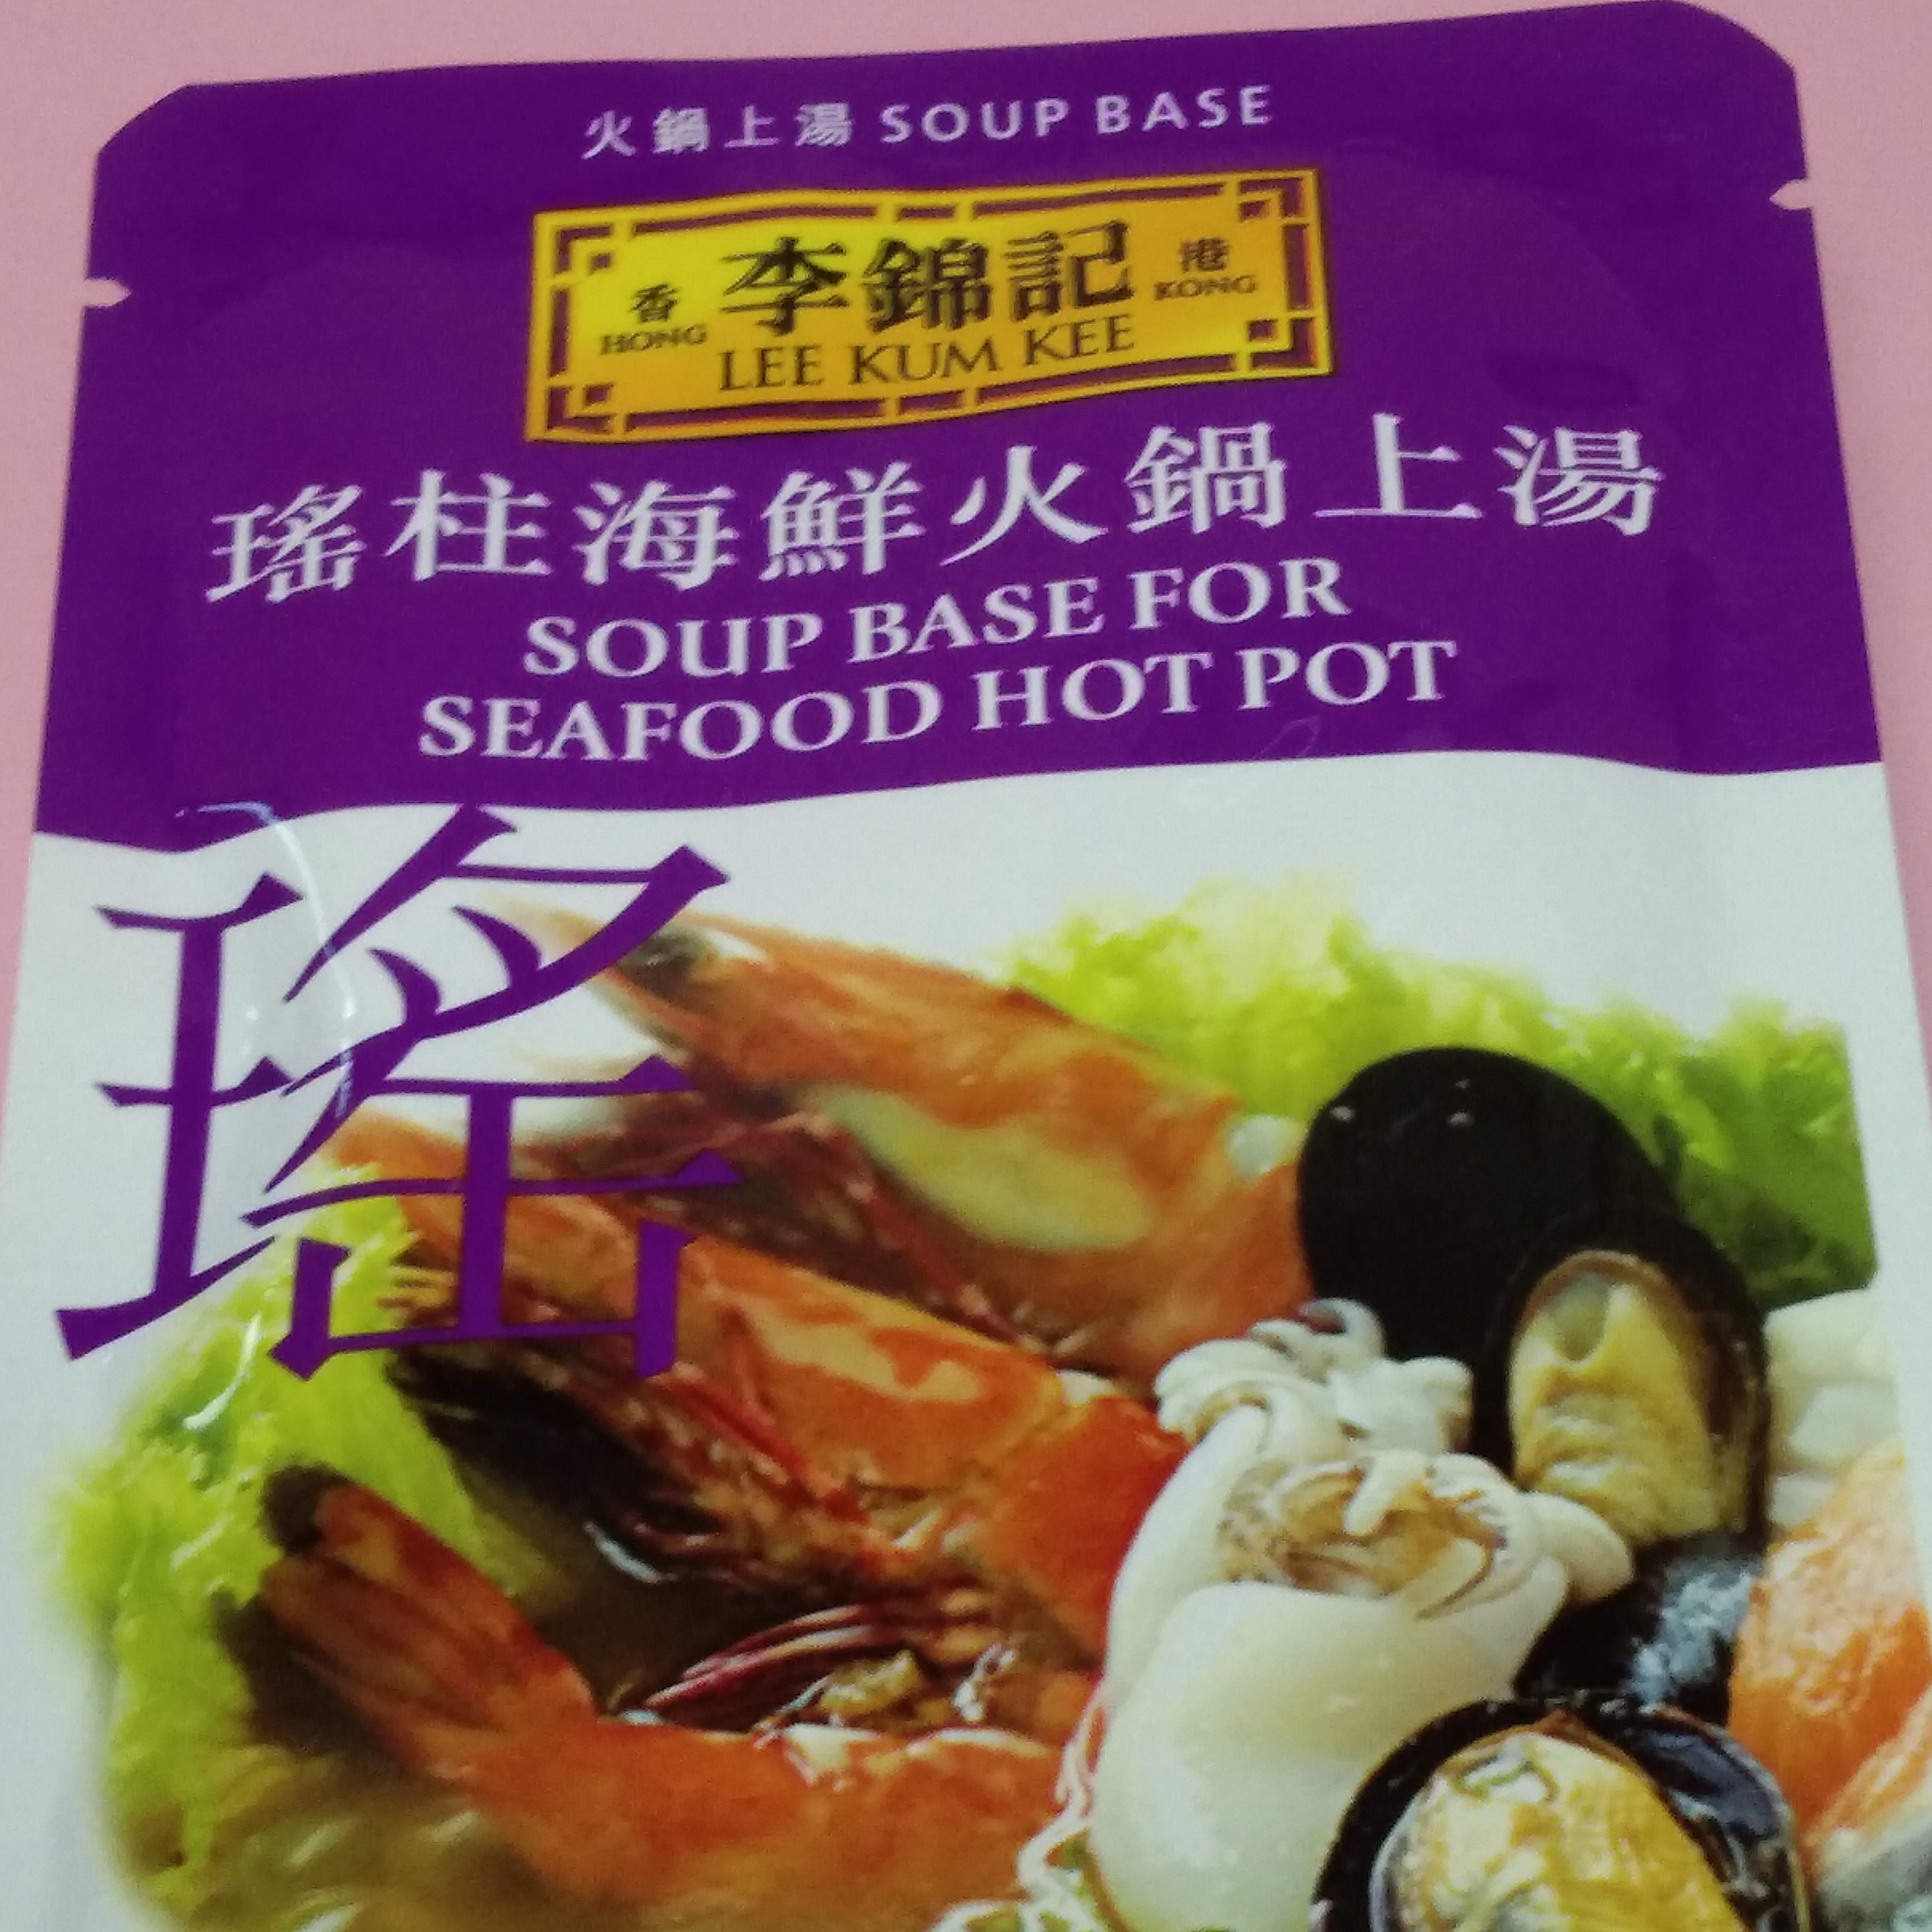 火鍋上湯 SOUP BASE
香 李錦記 港
HONG LEE KUM KEE KONG
瑤柱海鮮火鍋上湯
SOUP BASE FOR
SEAFOOD HOT POT
瑤